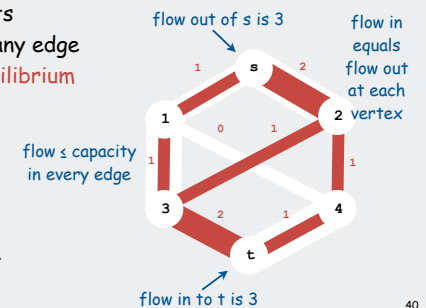 ts
flow out of s is 3
any edge
ilibrium
flow in
equals
flow out
at each
vertex
1
s
2
1
0
1
2
flow ≤ capacity
in every edge
1
1
3
2
1
4
t
flow in to t is 3
40